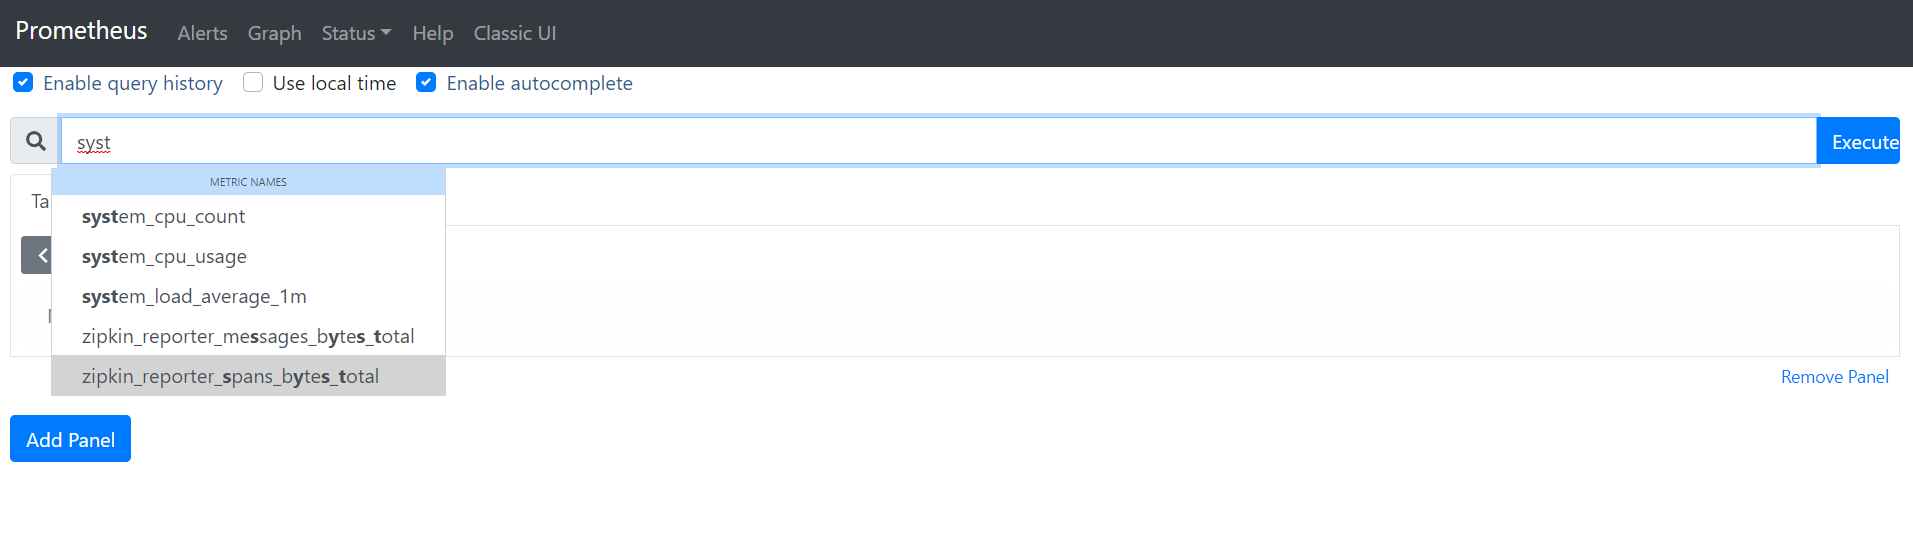 Prometheus Alerts Graph Status Help Classic UI
Enable query history Use local time Enable autocomplete
syst Execute
METRIC NAMES
Ta
system_cpu_count
system_cpu_usage
system_load_average_1m
zipkin_reporter_messages_bytes_total
zipkin_reporter_spans_bytes_total
Remove Panel
Add Panel